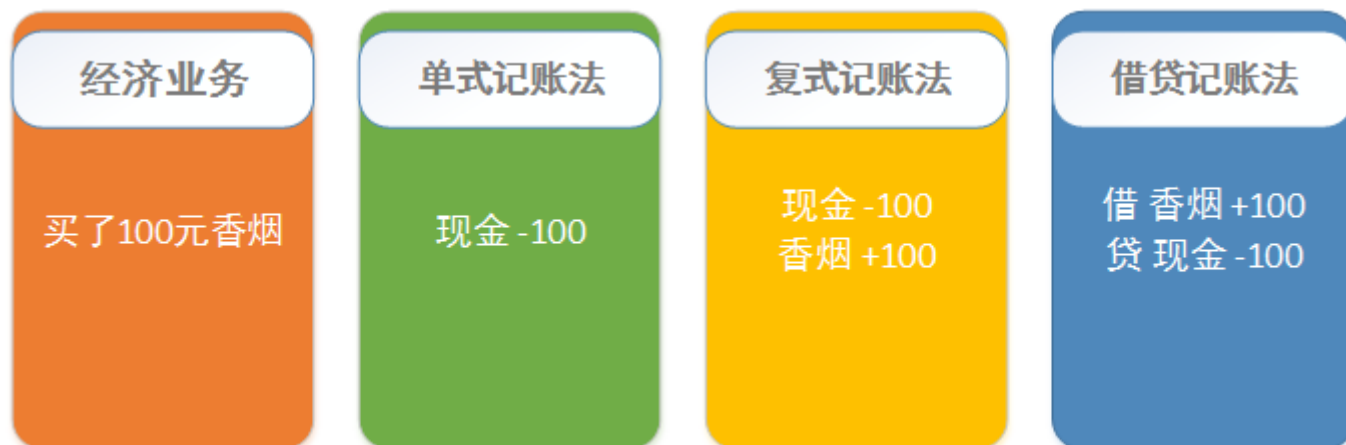 经济业务
买了100元香烟
单式记账法
现金 -100
复式记账法
现金 -100
香烟 +100
借贷记账法
借 香烟 +100
贷 现金 -100